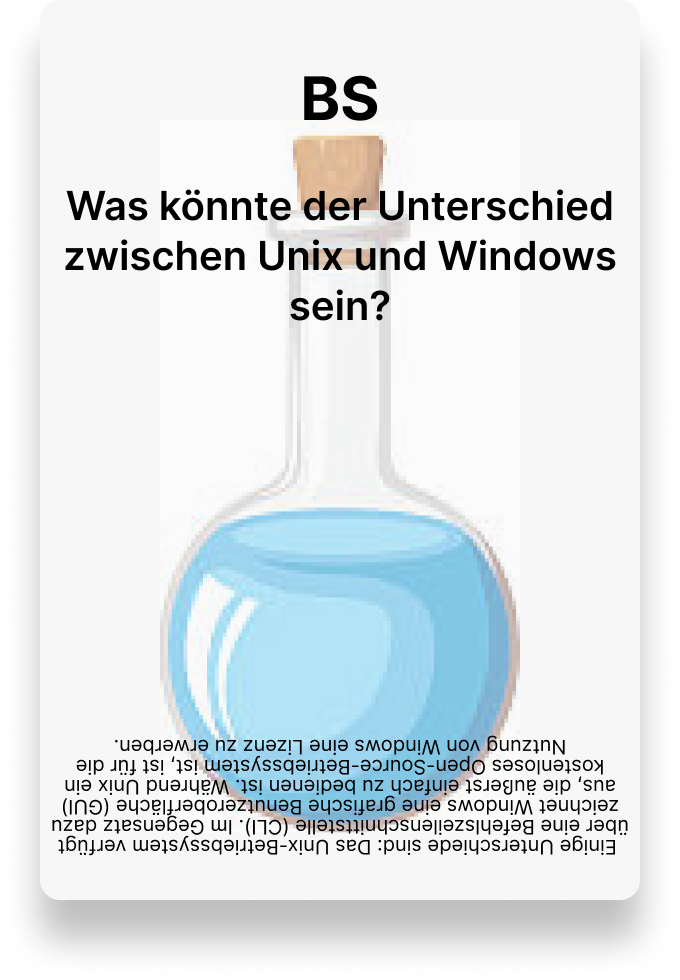 BS
Was könnte der Unterschied
zwischen Unix und Windows
sein?
Einige Unterschiede sind: Das Unix-Betriebssystem verfügt
über eine Befehlszeilenschnittstelle (CLI). Im Gegensatz dazu
zeichnet Windows eine grafische Benutzeroberfläche (GUI)
aus, die äußerst einfach zu bedienen ist. Während Unix ein
kostenloses Open-Source-Betriebssystem ist, ist für die
Nutzung von Windows eine Lizenz zu erwerben.